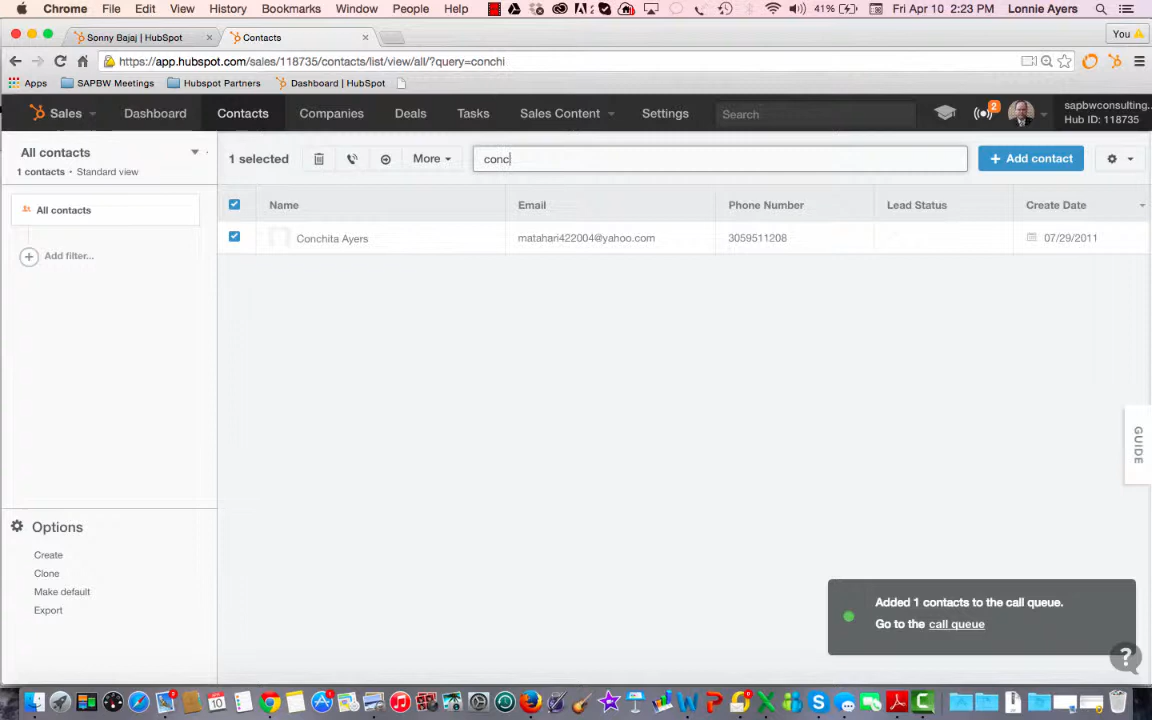 Chrome File Edit View History Bookmarks Window People Help 41% Fri Apr 10 2:23 PM Lonnie Ayers
Sonny Bajaj | HubSpot × Contacts × You
https://app.hubspot.com/sales/118735/contacts/list/view/all/?query=conchi
Apps SAPBW Meetings Hubspot Partners Dashboard | HubSpot
Sales Dashboard Contacts Companies Deals Tasks Sales Content Settings Search 2 sapbwconsulting...
Hub ID: 118735
All contacts
1 contacts • Standard view
1 selected More conc + Add contact
Name Email Phone Number Lead Status Create Date
All contacts
Conchita Ayers matahari422004@yahoo.com 3059511208 07/29/2011
Add filter...
GUIDE
Options
Create
Clone
Make default
Export
Added 1 contacts to the call queue.
Go to the call queue
?